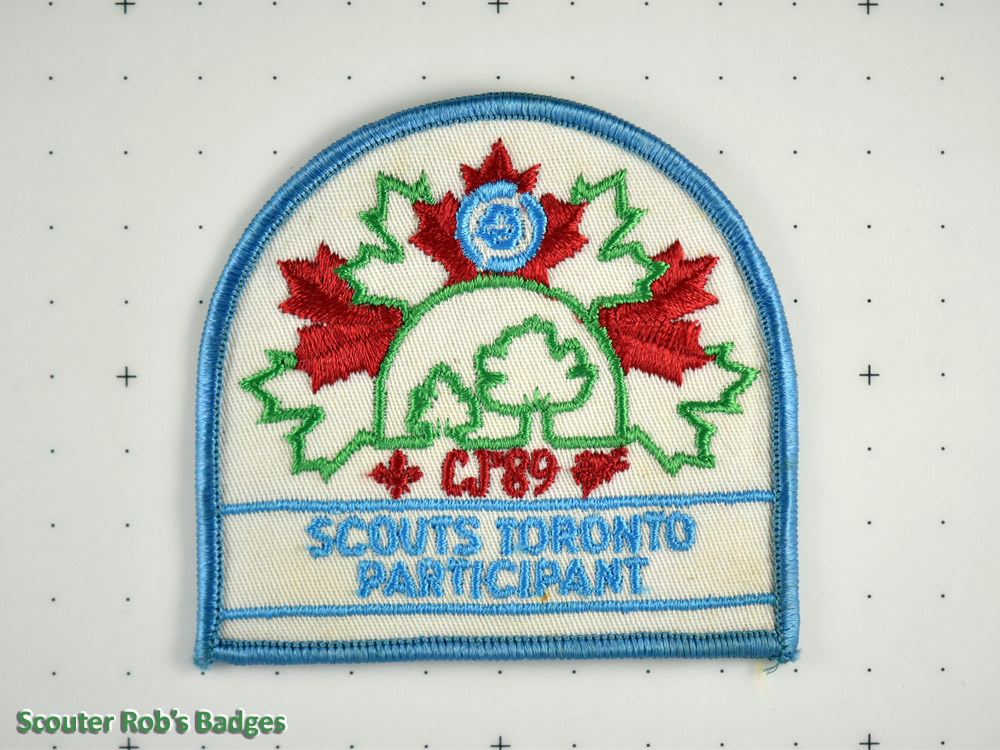 CJ'89
SCOUTS TORONTO
PARTICIPANT
Scouter Rob's Badges